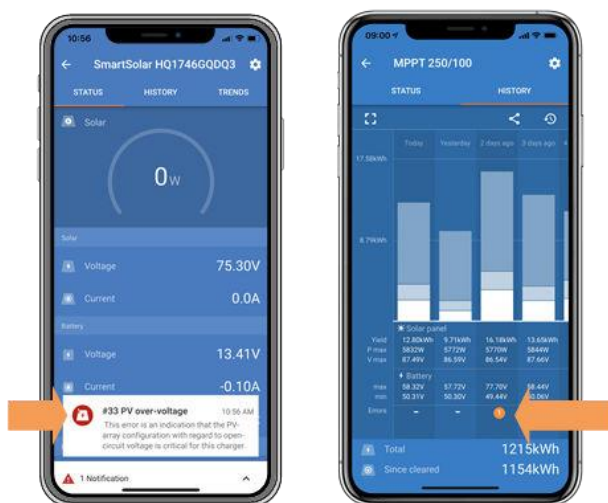 10:56
SmartSolar HQ1746GQDQ3
STATUS HISTORY TRENDS
Solar
0W
Solar
Voltage 75.30V
Current 0.0A
Battery
Voltage 13.41V
Current -0.10A
#33 PV over-voltage 10:56 AM
This error is an indication that the PV-
array configuration with regard to open-
circuit voltage is critical for this charger.
1 Notification
09:00
MPPT 250/100
STATUS HISTORY
Today Yesterday 2 days ago 3 days ago
17.58kWh
8.79kWh
Solar panel
Yield 12.80kWh 9.71kWh 16.18kWh 13.65kWh
P max 5832W 5772W 5770W 5844W
V max 87.49V 86.59V 86.54V 87.66V
Battery
max 58.32V 57.72V 77.70V 58.44V
min 50.31V 50.30V 49.44V
Errors - - 1
Total 1215kWh
Since cleared 1154kWh